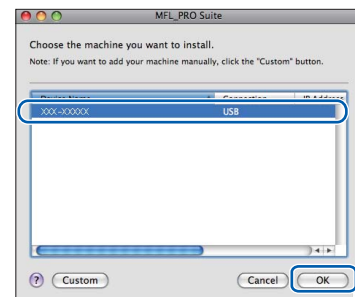 MFL_PRO Suite
Choose the machine you want to install.
Note: If you want to add your machine manually, click the "Custom" button.
Device Name Connection IP Address
XXX-XXXXX USB
? Custom Cancel OK